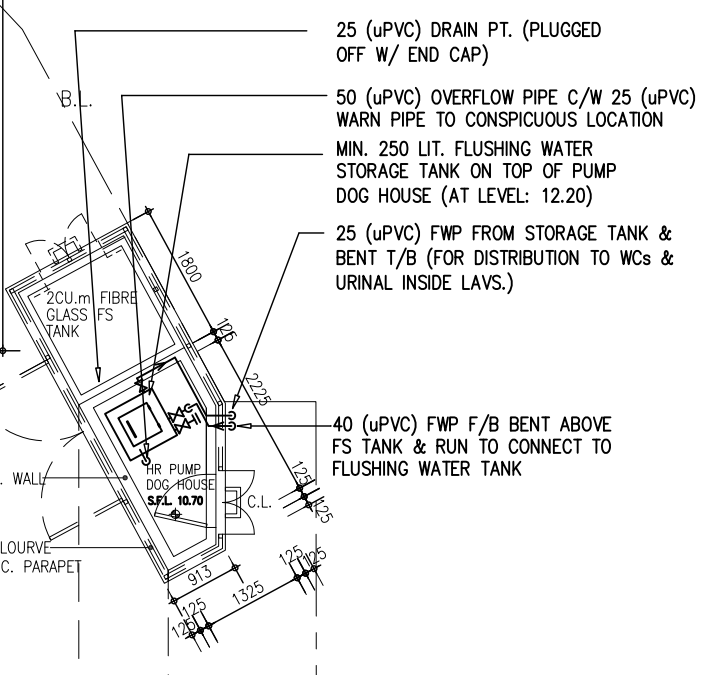 25 (uPVC) DRAIN PT. (PLUGGED
OFF W/ END CAP)
50 (uPVC) OVERFLOW PIPE C/W 25 (uPVC)
WARN PIPE TO CONSPICUOUS LOCATION
MIN. 250 LIT. FLUSHING WATER
STORAGE TANK ON TOP OF PUMP
DOG HOUSE (AT LEVEL: 12.20)
25 (uPVC) FWP FROM STORAGE TANK &
BENT T/B (FOR DISTRIBUTION TO WCs &
URINAL INSIDE LAVS.)
40 (uPVC) FWP F/B BENT ABOVE
FS TANK & RUN TO CONNECT TO
FLUSHING WATER TANK
B.L.
1800
125
2225
2CU.m FIBRE
GLASS FS
TANK
HR PUMP
DOG HOUSE
S.F.L. 10.70
C.L.
. WALL
LOURVE
C. PARAPET
125
125
913
125
125
1325
125
125